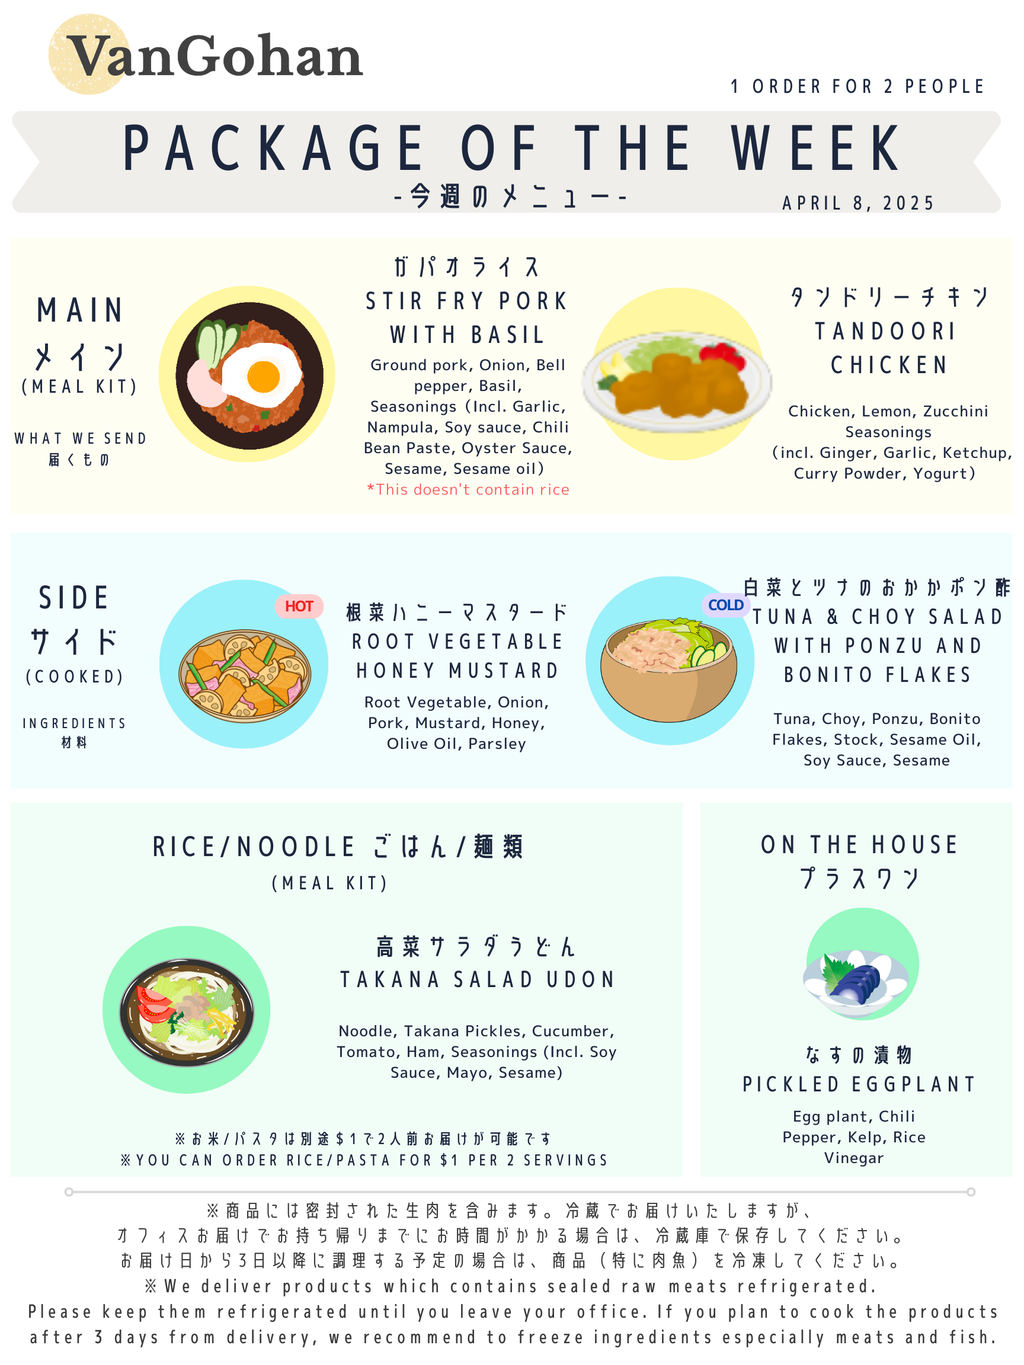 VanGohan
1 ORDER FOR 2 PEOPLE
PACKAGE OF THE WEEK
-今週のメニュー-
APRIL 8, 2025
MAIN
メイン
(MEAL KIT)
WHAT WE SEND
届くもの
ガパオライス
STIR FRY PORK
WITH BASIL
Ground pork, Onion, Bell
pepper, Basil,
Seasonings (Incl. Garlic,
Nampula, Soy sauce, Chili
Bean Paste, Oyster Sauce,
Sesame, Sesame oil)
*This doesn't contain rice
タンドリーチキン
TANDOORI
CHICKEN
Chicken, Lemon, Zucchini
Seasonings
(incl. Ginger, Garlic, Ketchup,
Curry Powder, Yogurt)
SIDE
サイド
(COOKED)
INGREDIENTS
材料
HOT
根菜ハニーマスタード
ROOT VEGETABLE
HONEY MUSTARD
Root Vegetable, Onion,
Pork, Mustard, Honey,
Olive Oil, Parsley
COLD
白菜とツナのおかかポン酢
TUNA & CHOY SALAD
WITH PONZU AND
BONITO FLAKES
Tuna, Choy, Ponzu, Bonito
Flakes, Stock, Sesame Oil,
Soy Sauce, Sesame
RICE/NOODLE ごはん/麺類
(MEAL KIT)
高菜サラダうどん
TAKANA SALAD UDON
Noodle, Takana Pickles, Cucumber,
Tomato, Ham, Seasonings (Incl. Soy
Sauce, Mayo, Sesame)
※お米/パスタは別途$1で2人前お届けが可能です
※YOU CAN ORDER RICE/PASTA FOR $1 PER 2 SERVINGS
ON THE HOUSE
プラスワン
なすの漬物
PICKLED EGGPLANT
Egg plant, Chili
Pepper, Kelp, Rice
Vinegar
※商品には密封された生肉を含みます。冷蔵でお届けいたしますが、
オフィスお届けでお持ち帰りまでにお時間がかかる場合は、冷蔵庫で保存してください。
お届け日から3日以降に調理する予定の場合は、商品（特に肉魚）を冷凍してください。
※We deliver products which contains sealed raw meats refrigerated.
Please keep them refrigerated until you leave your office. If you plan to cook the products
after 3 days from delivery, we recommend to freeze ingredients especially meats and fish.